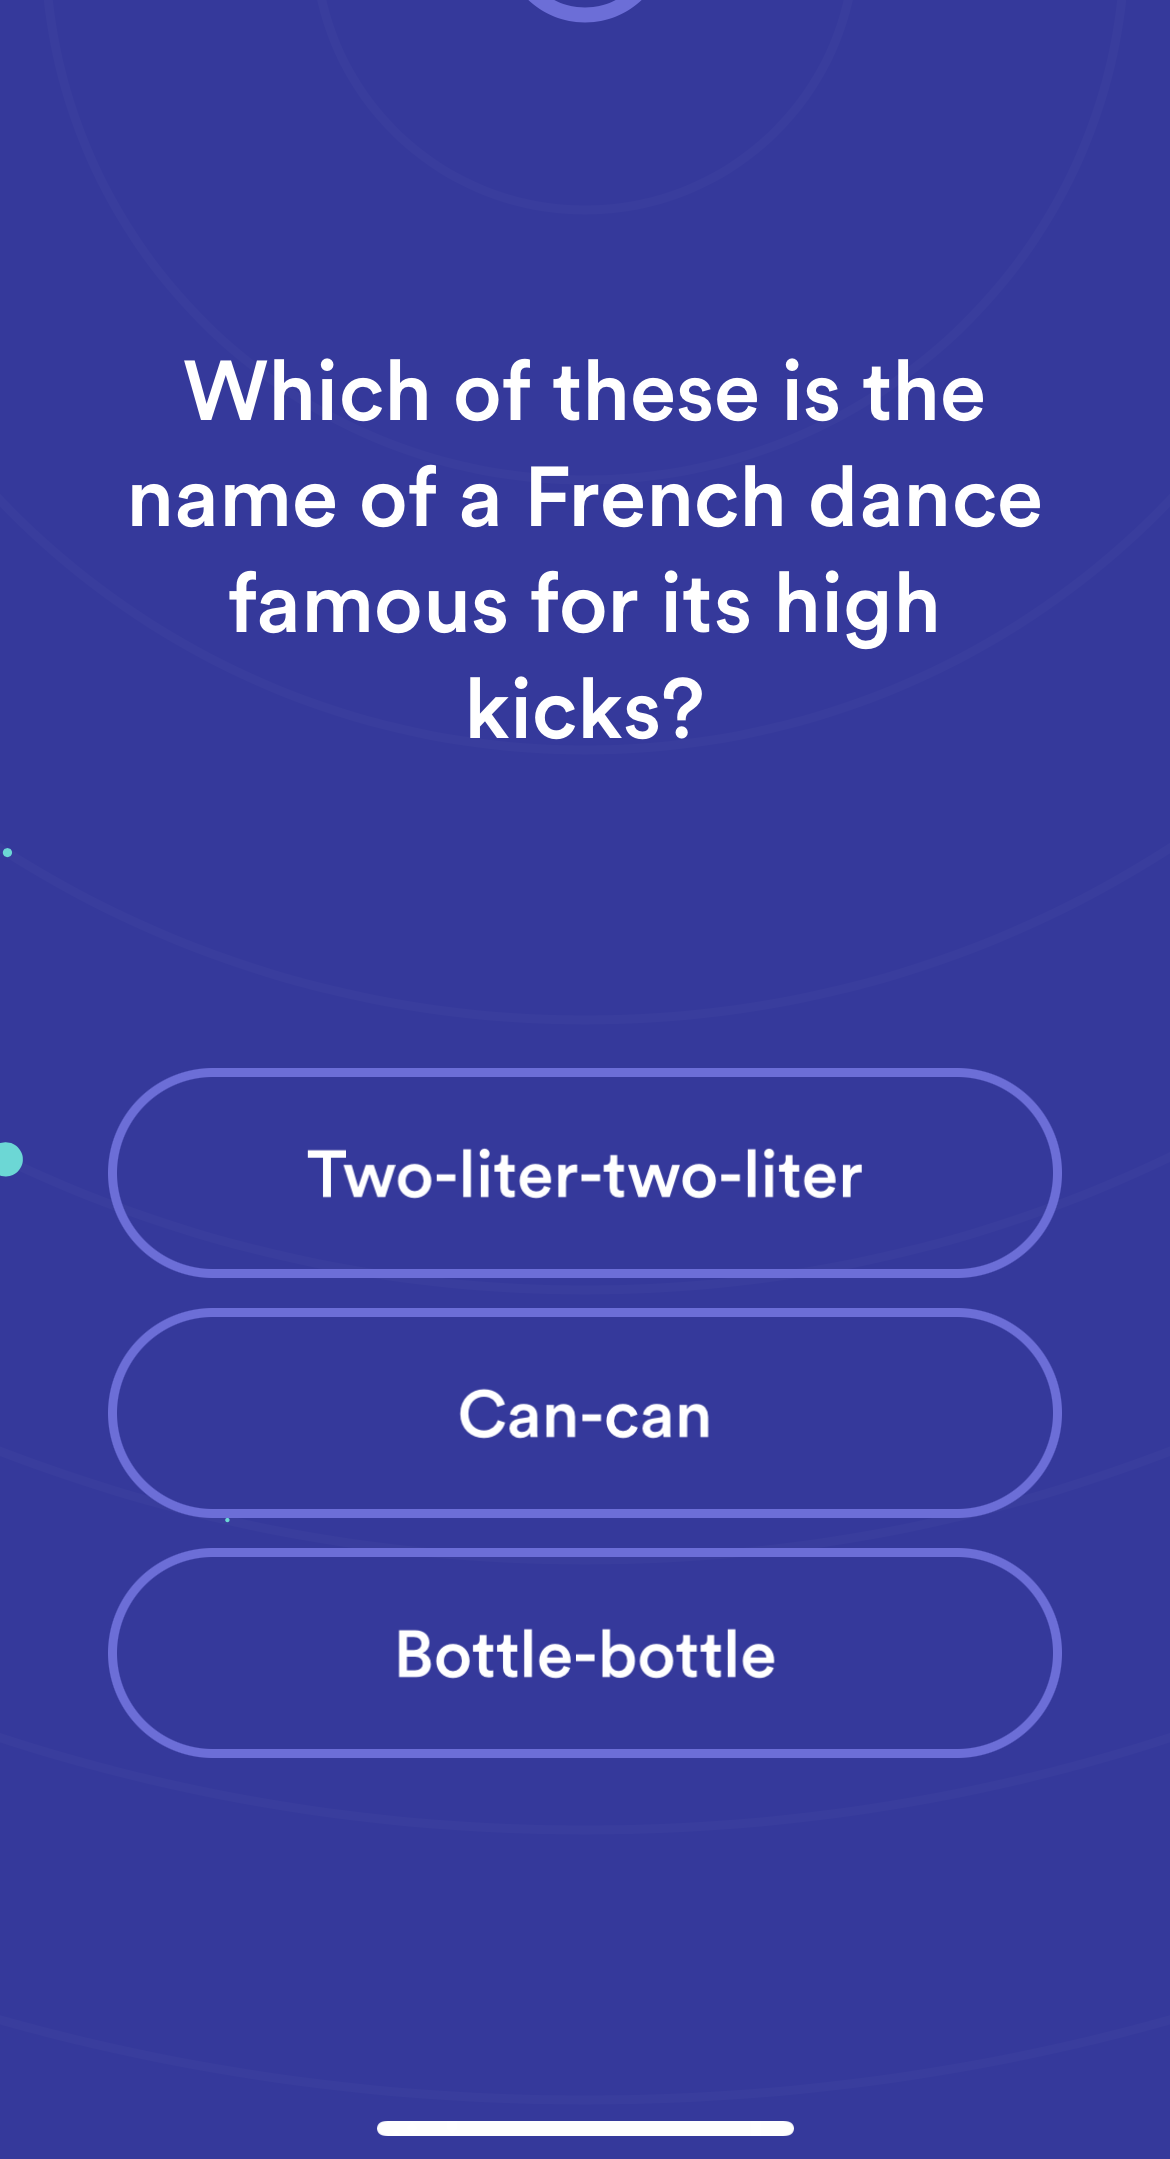 Which of these is the
name of a French dance
famous for its high
kicks?
Two-liter-two-liter
Can-can
Bottle-bottle